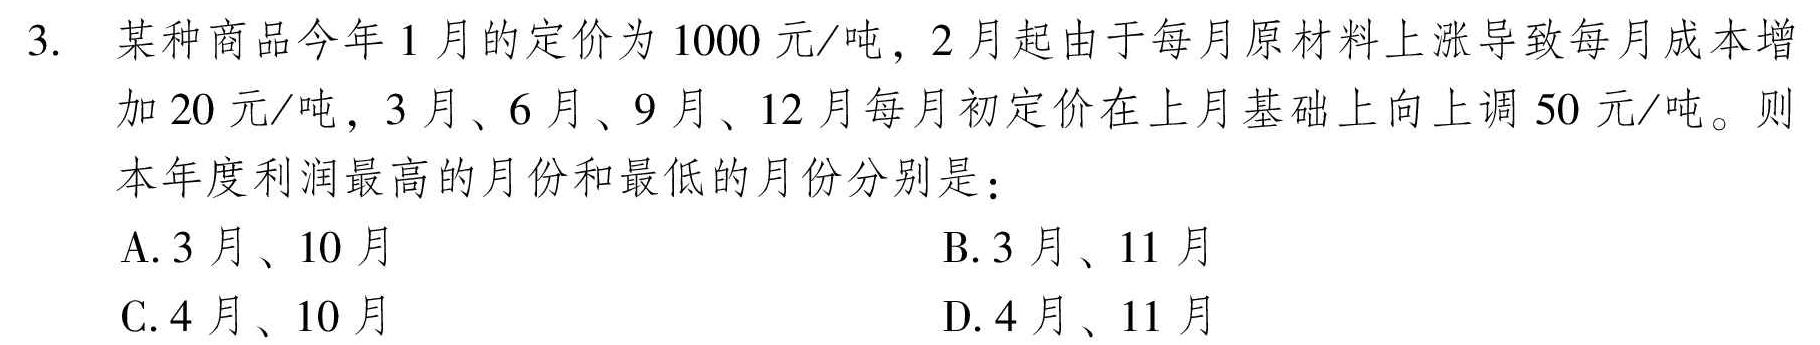 3. 某种商品今年 1 月的定价为 1000 元/吨，2 月起由于每月原材料上涨导致每月成本增
加 20 元/吨，3 月、6 月、9 月、12 月每月初定价在上月基础上向上调 50 元/吨。则
本年度利润最高的月份和最低的月份分别是：
A. 3 月、10 月 B. 3 月、11 月
C. 4 月、10 月 D. 4 月、11 月